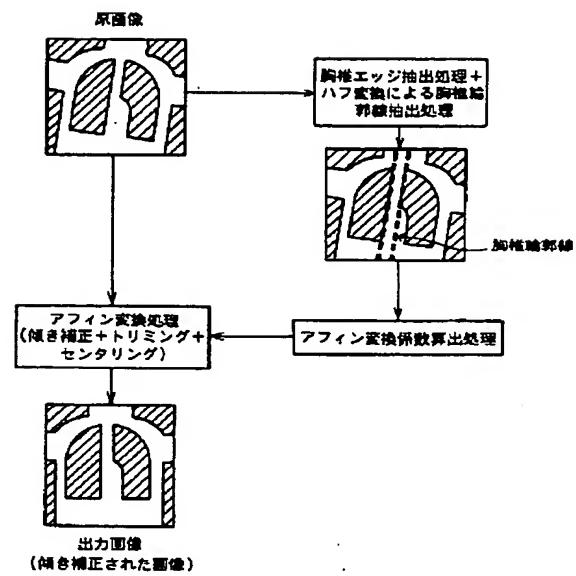 原画像
胸椎エッジ抽出処理+
ハフ変換による胸椎輪
郭線抽出処理
胸椎輪郭線
アフィン変換処理
(傾き補正+トリミング+
センタリング)
アフィン変換係数算出処理
出力画像
(傾き補正された画像)